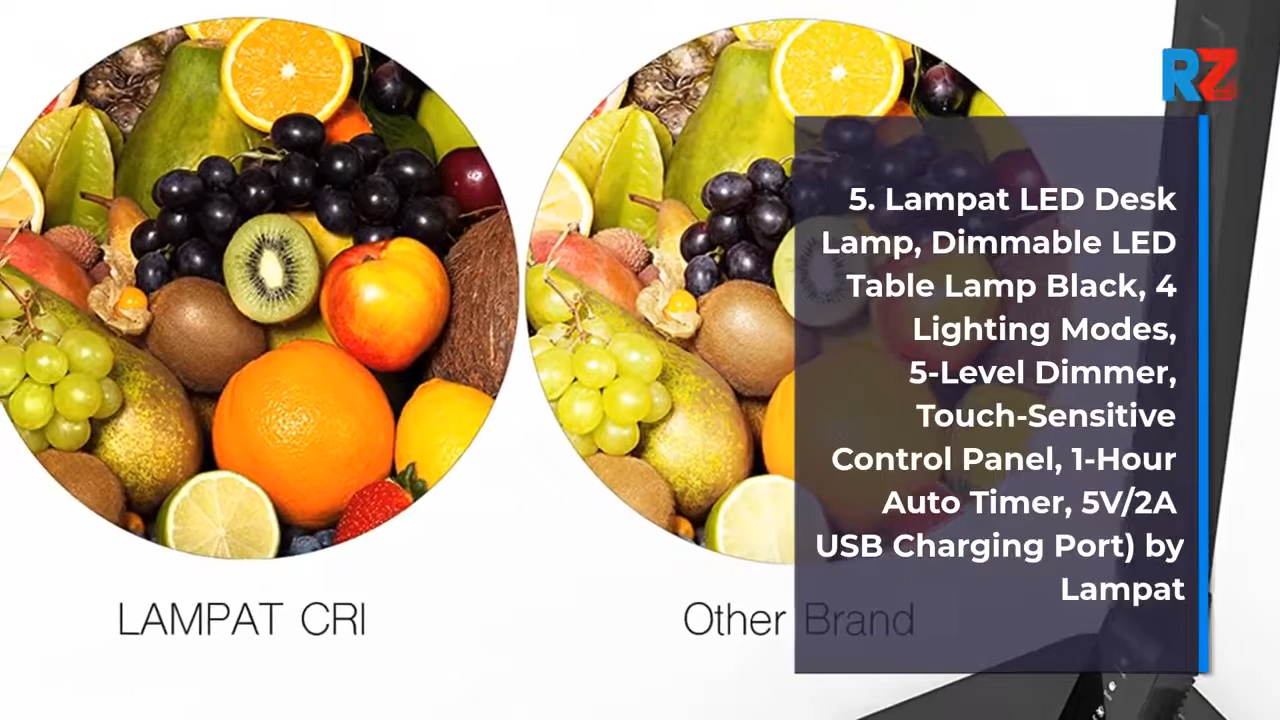 RZ
5. Lampat LED Desk
Lamp, Dimmable LED
Table Lamp Black, 4
Lighting Modes,
5-Level Dimmer,
Touch-Sensitive
Control Panel, 1-Hour
Auto Timer, 5V/2A
USB Charging Port) by
Lampat
LAMPAT CRI
Other Brand